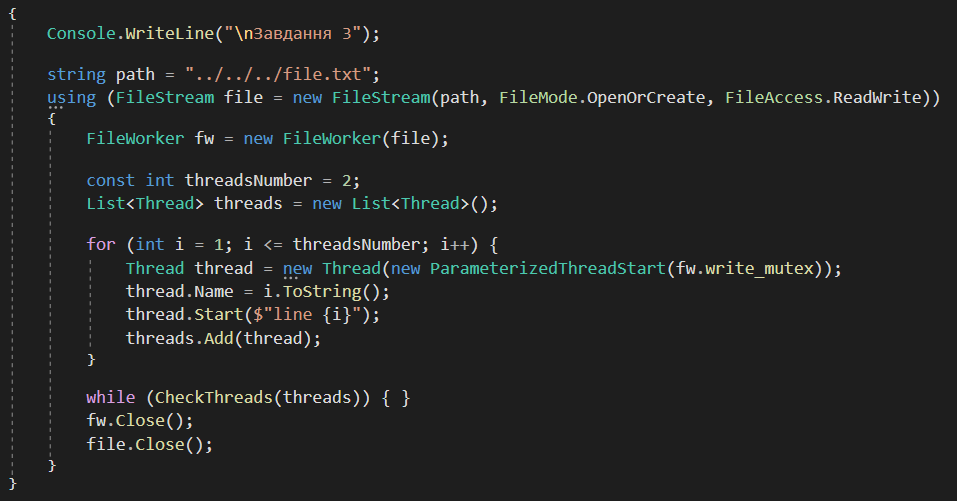 {
Console.WriteLine("\nЗавдання 3");
string path = "../../../file.txt";
using (FileStream file = new FileStream(path, FileMode.OpenOrCreate, FileAccess.ReadWrite))
{
FileWorker fw = new FileWorker(file);
const int threadsNumber = 2;
List<Thread> threads = new List<Thread>();
for (int i = 1; i <= threadsNumber; i++) {
Thread thread = new Thread(new ParameterizedThreadStart(fw.write_mutex));
thread.Name = i.ToString();
thread.Start($"line {i}");
threads.Add(thread);
}
while (CheckThreads(threads)) { }
fw.Close();
file.Close();
}
}